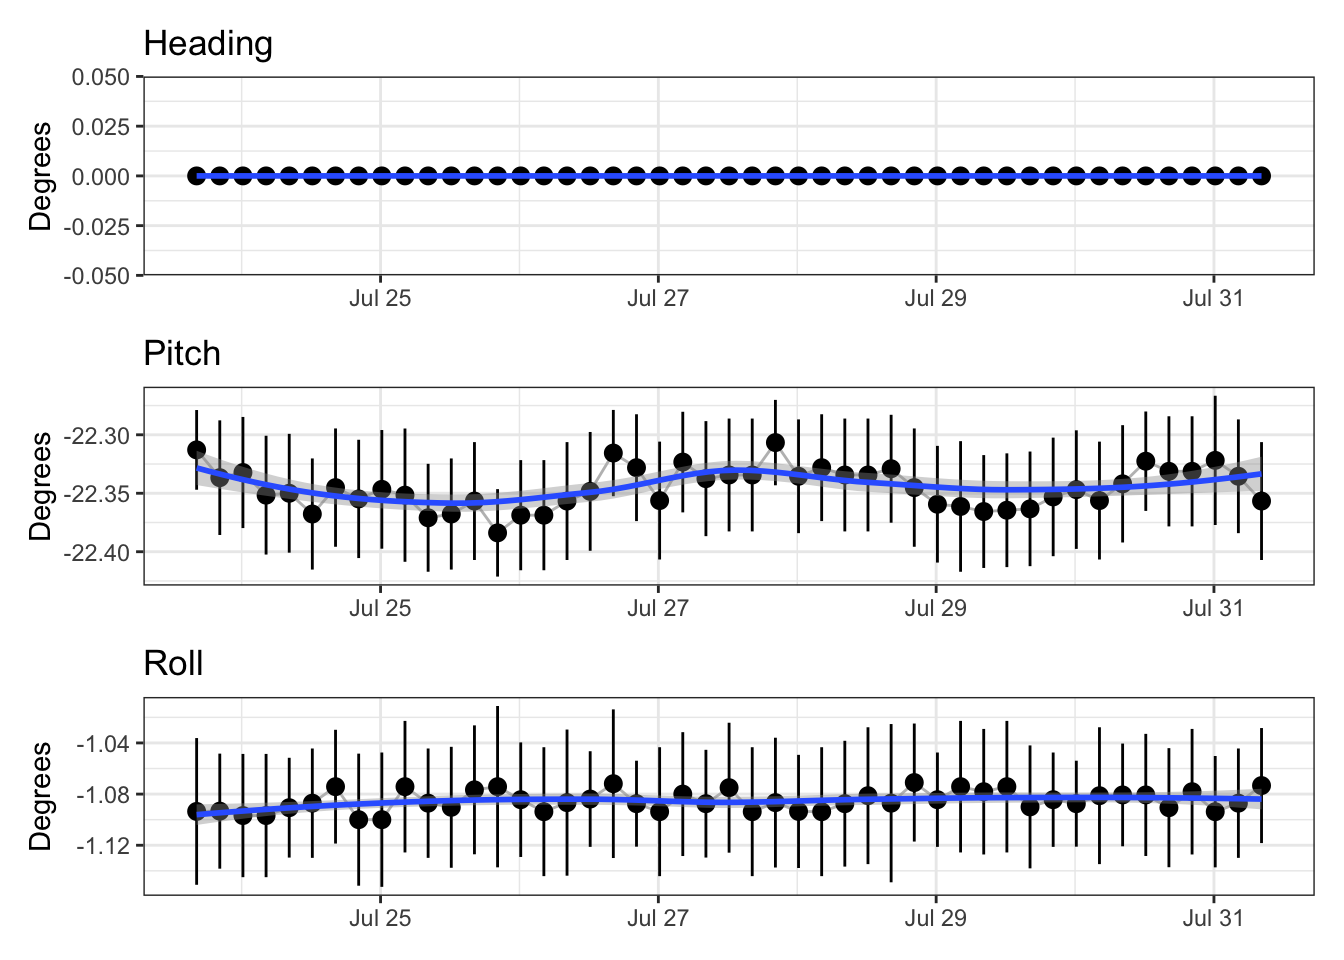 Heading
Degrees
0.050
0.025
0.000
-0.025
-0.050
Jul 25 Jul 27 Jul 29 Jul 31
Pitch
Degrees
-22.30
-22.35
-22.40
Jul 25 Jul 27 Jul 29 Jul 31
Roll
Degrees
-1.04
-1.08
-1.12
Jul 25 Jul 27 Jul 29 Jul 31